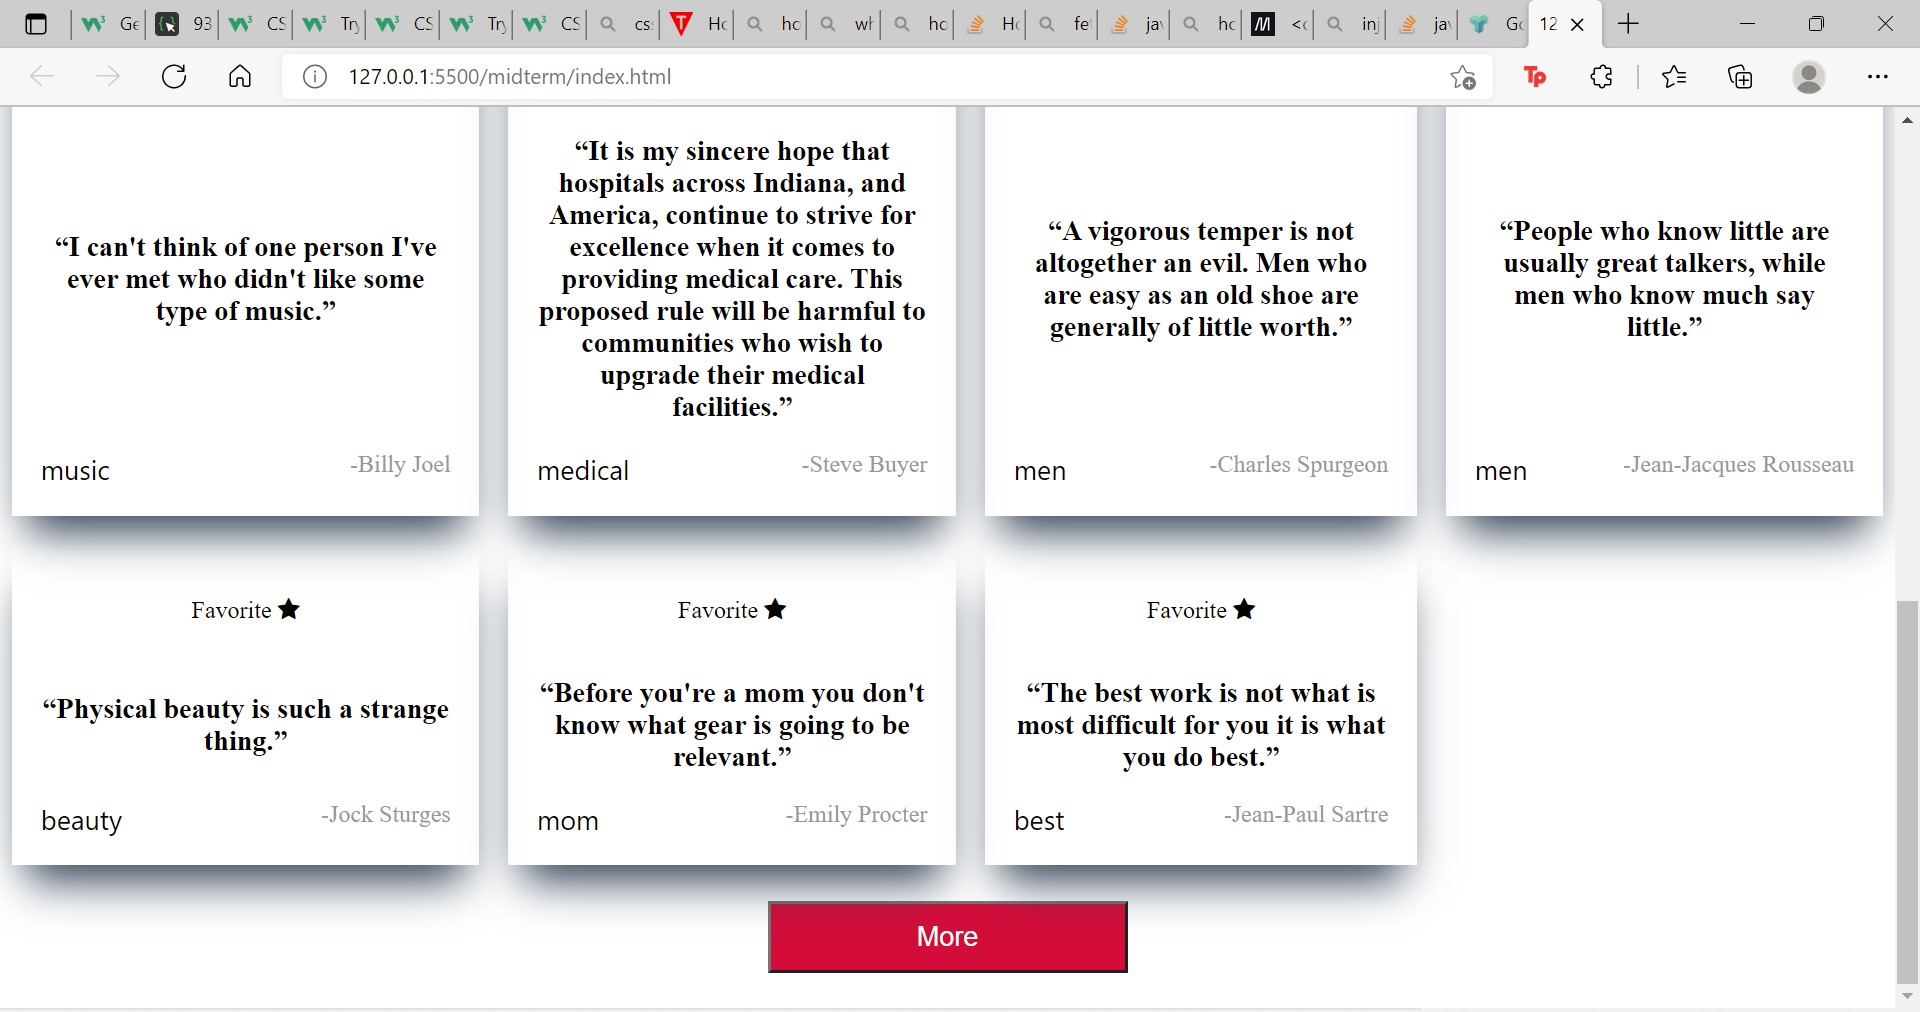 Ge 93 CS Try CS Try CS cs Ho ho wh ho Ho fe ja ho <c inj ja Go 12
127.0.0.1:5500/midterm/index.html
Tp
“I can't think of one person I've
ever met who didn't like some
type of music.”
music
-Billy Joel
“It is my sincere hope that
hospitals across Indiana, and
America, continue to strive for
excellence when it comes to
providing medical care. This
proposed rule will be harmful to
communities who wish to
upgrade their medical
facilities.”
medical
-Steve Buyer
“A vigorous temper is not
altogether an evil. Men who
are easy as an old shoe are
generally of little worth.”
men
-Charles Spurgeon
“People who know little are
usually great talkers, while
men who know much say
little.”
men
-Jean-Jacques Rousseau
Favorite
“Physical beauty is such a strange
thing.”
beauty
-Jock Sturges
Favorite
“Before you're a mom you don't
know what gear is going to be
relevant.”
mom
-Emily Procter
Favorite
“The best work is not what is
most difficult for you it is what
you do best.”
best
-Jean-Paul Sartre
More